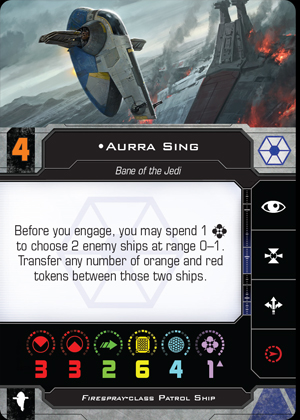 4
•Aurra Sing
Bane of the Jedi
Before you engage, you may spend 1
to choose 2 enemy ships at range 0–1.
Transfer any number of orange and red
tokens between those two ships.
3 3 2 6 4 1
Firespray-class Patrol Ship